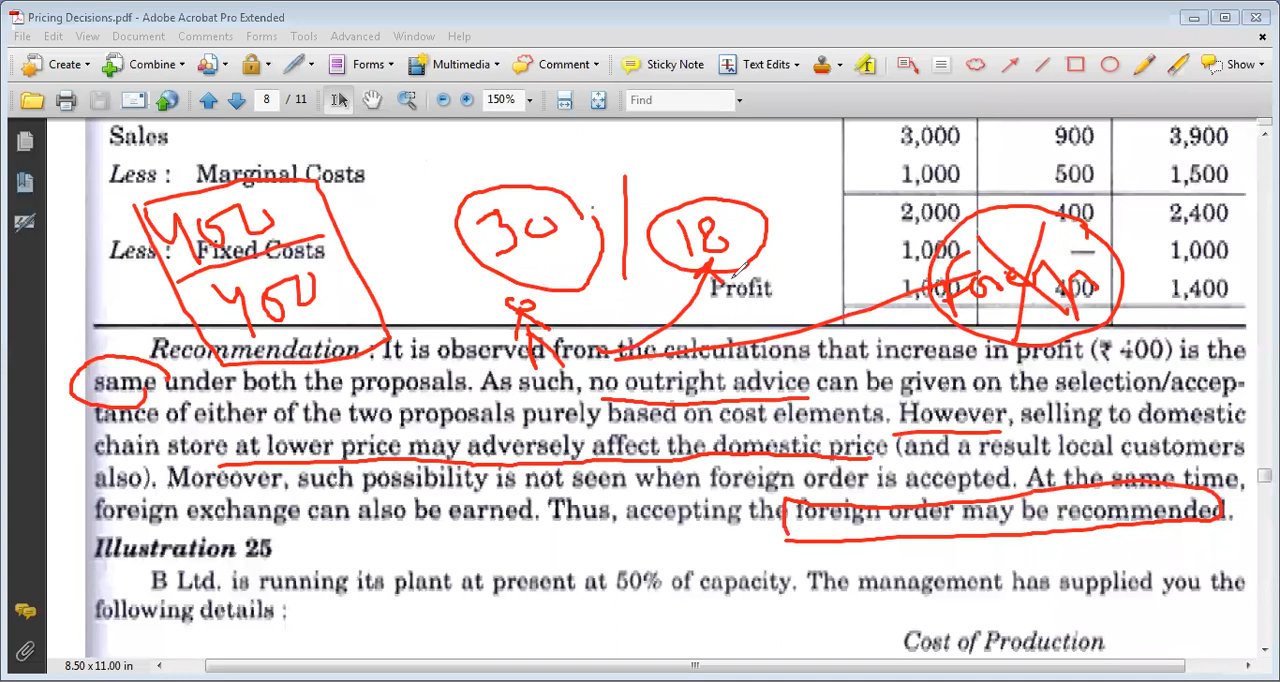 Pricing Decisions.pdf - Adobe Acrobat Pro Extended
File Edit View Document Comments Forms Tools Advanced Window Help
Create Combine Forms Multimedia Comment Sticky Note Text Edits Show
8 / 11 150% Find
Sales 3,000 900 3,900
Less : Marginal Costs 1,000 500 1,500
2,000 400 2,400
Less : Fixed Costs 1,000 — 1,000
Profit 1,000 400 1,400
400
400
30
18
Recommendation : It is observed from the calculations that increase in profit (₹ 400) is the
same under both the proposals. As such, no outright advice can be given on the selection/accep-
tance of either of the two proposals purely based on cost elements. However, selling to domestic
chain store at lower price may adversely affect the domestic price (and a result local customers
also). Moreover, such possibility is not seen when foreign order is accepted. At the same time,
foreign exchange can also be earned. Thus, accepting the foreign order may be recommended.
Illustration 25
B Ltd. is running its plant at present at 50% of capacity. The management has supplied you the
following details :
Cost of Production
8.50 x 11.00 in